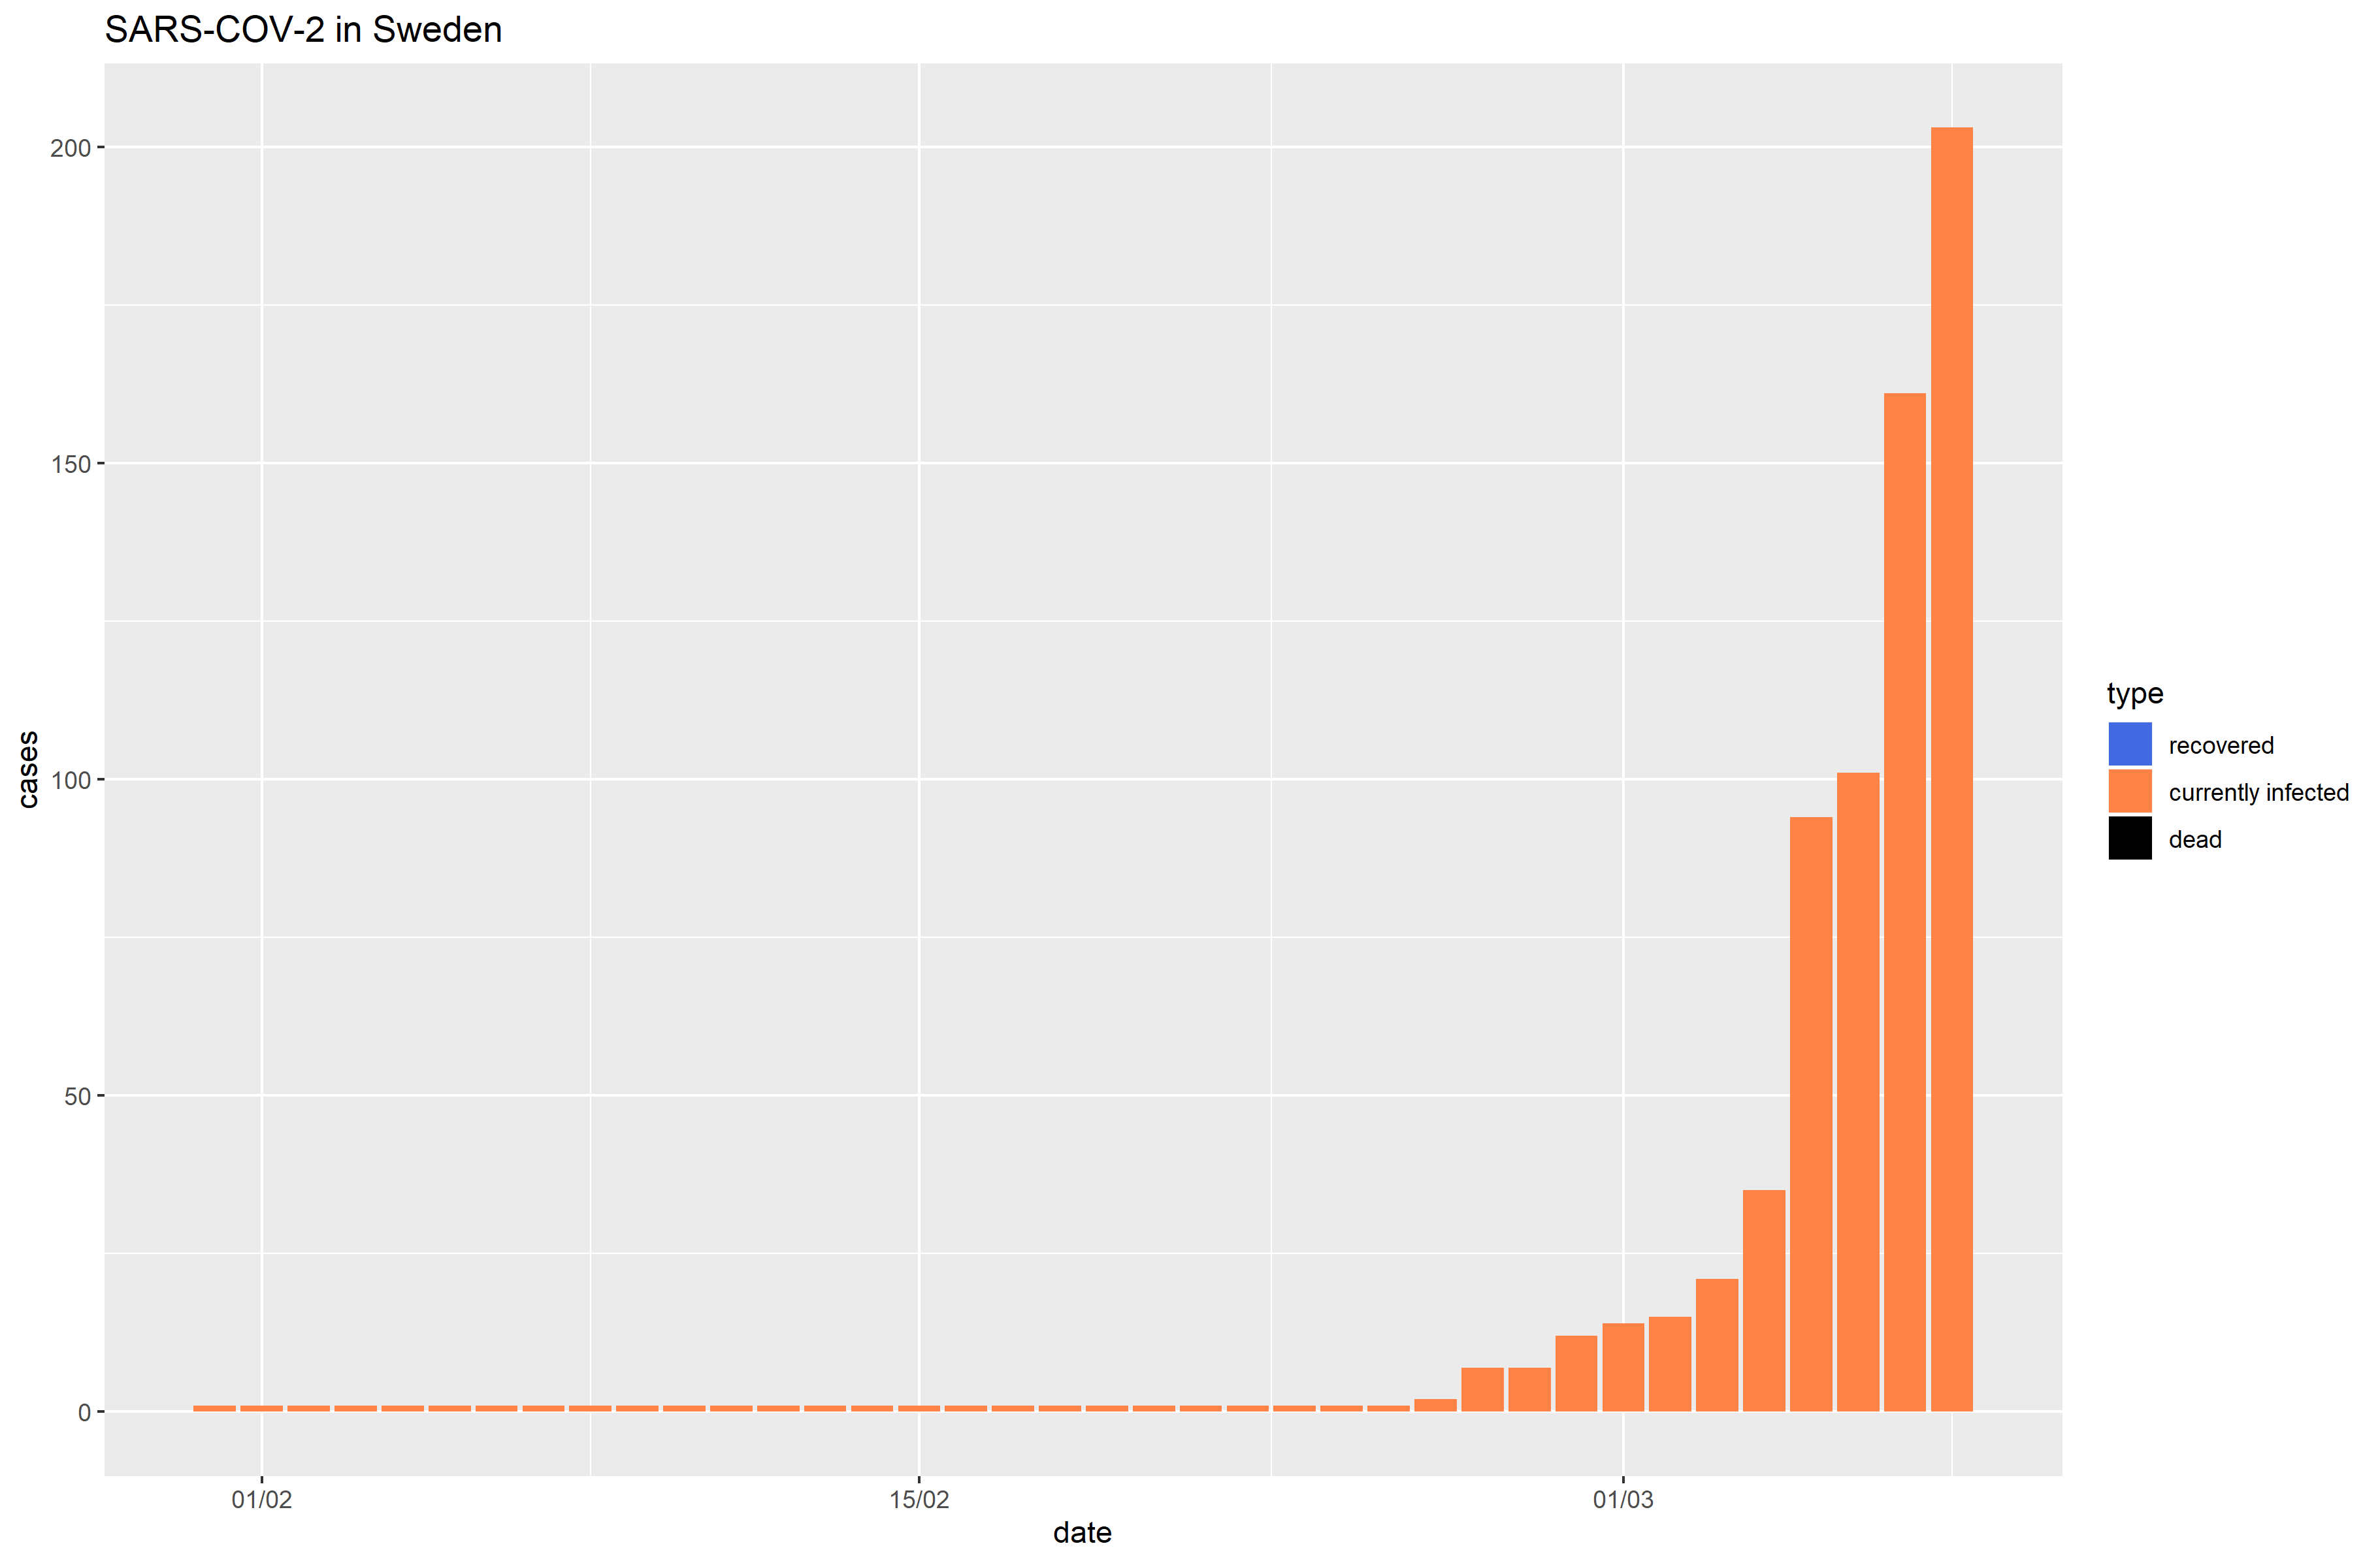 SARS-COV-2 in Sweden
200
150
100
50
0
cases
01/02
15/02
01/03
date
type
recovered
currently infected
dead